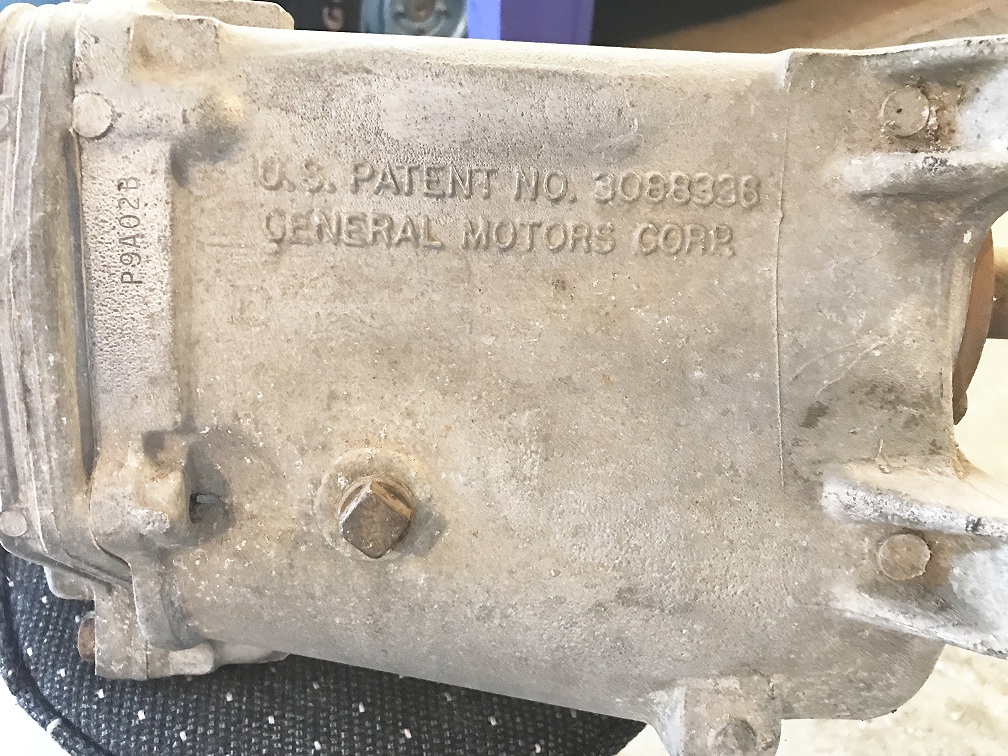 U.S. PATENT NO. 3088336
GENERAL MOTORS CORP.
P9A02B